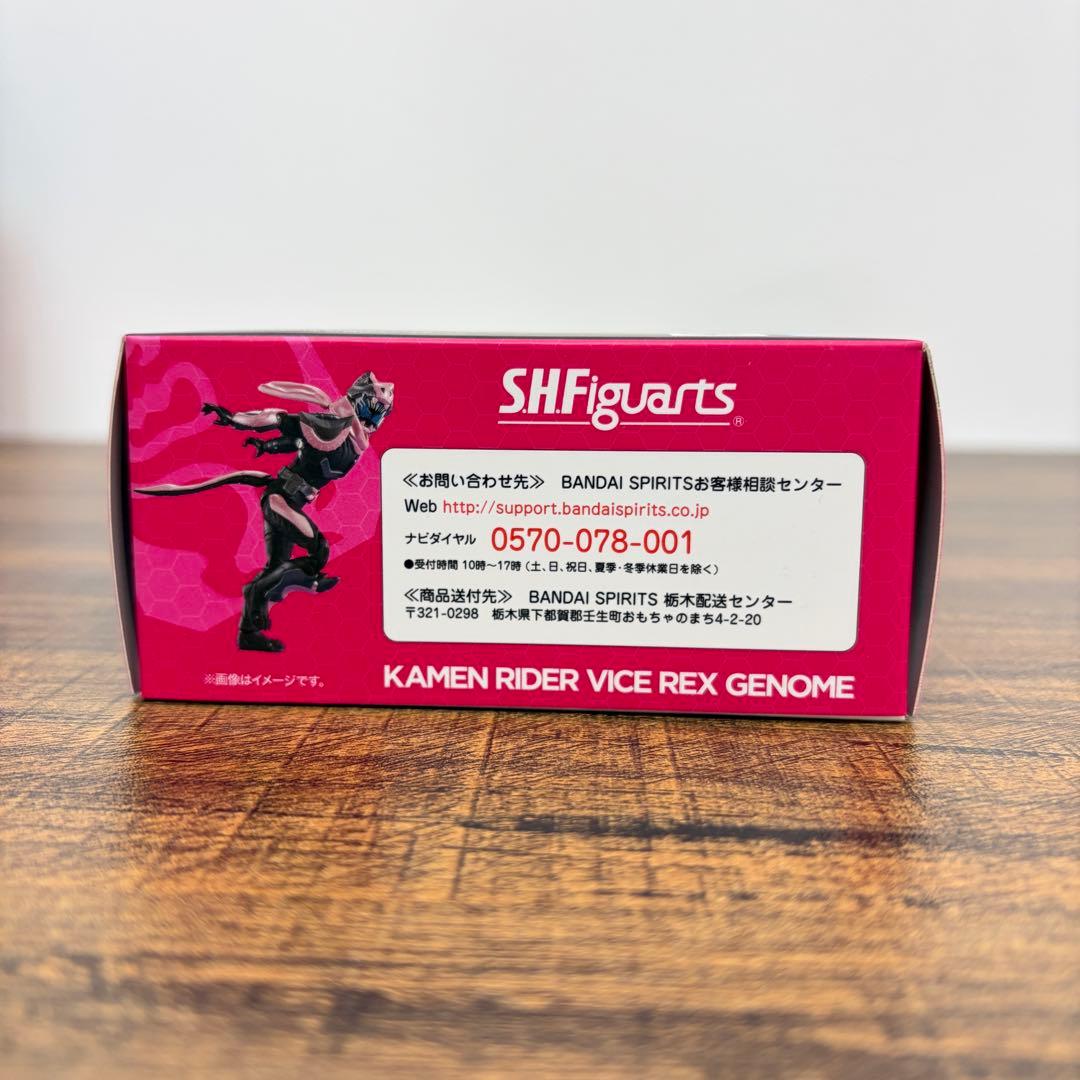 S.H.Figuarts®
≪お問い合わせ先≫ BANDAI SPIRITSお客様相談センター
Web http://support.bandaispirits.co.jp
ナビダイヤル 0570-078-001
●受付時間 10時～17時（土、日、祝日、夏季・冬季休業日を除く）
≪商品送付先≫ BANDAI SPIRITS 栃木配送センター
〒321-0298 栃木県下都賀郡壬生町おもちゃのまち4-2-20
※画像はイメージです。
KAMEN RIDER VICE REX GENOME